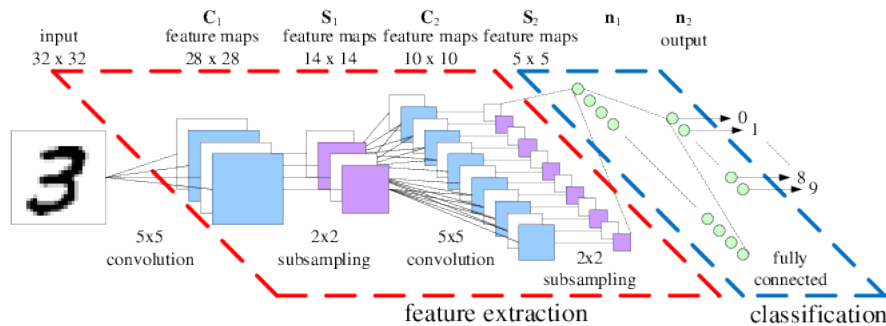 C1 S1 C2 S2 n1 n2
input feature maps feature maps feature maps feature maps output
32 x 32 28 x 28 14 x 14 10 x 10 5 x 5
0
1
8
9
5x5 2x2 5x5 2x2 fully
convolution subsampling convolution subsampling connected
feature extraction classification